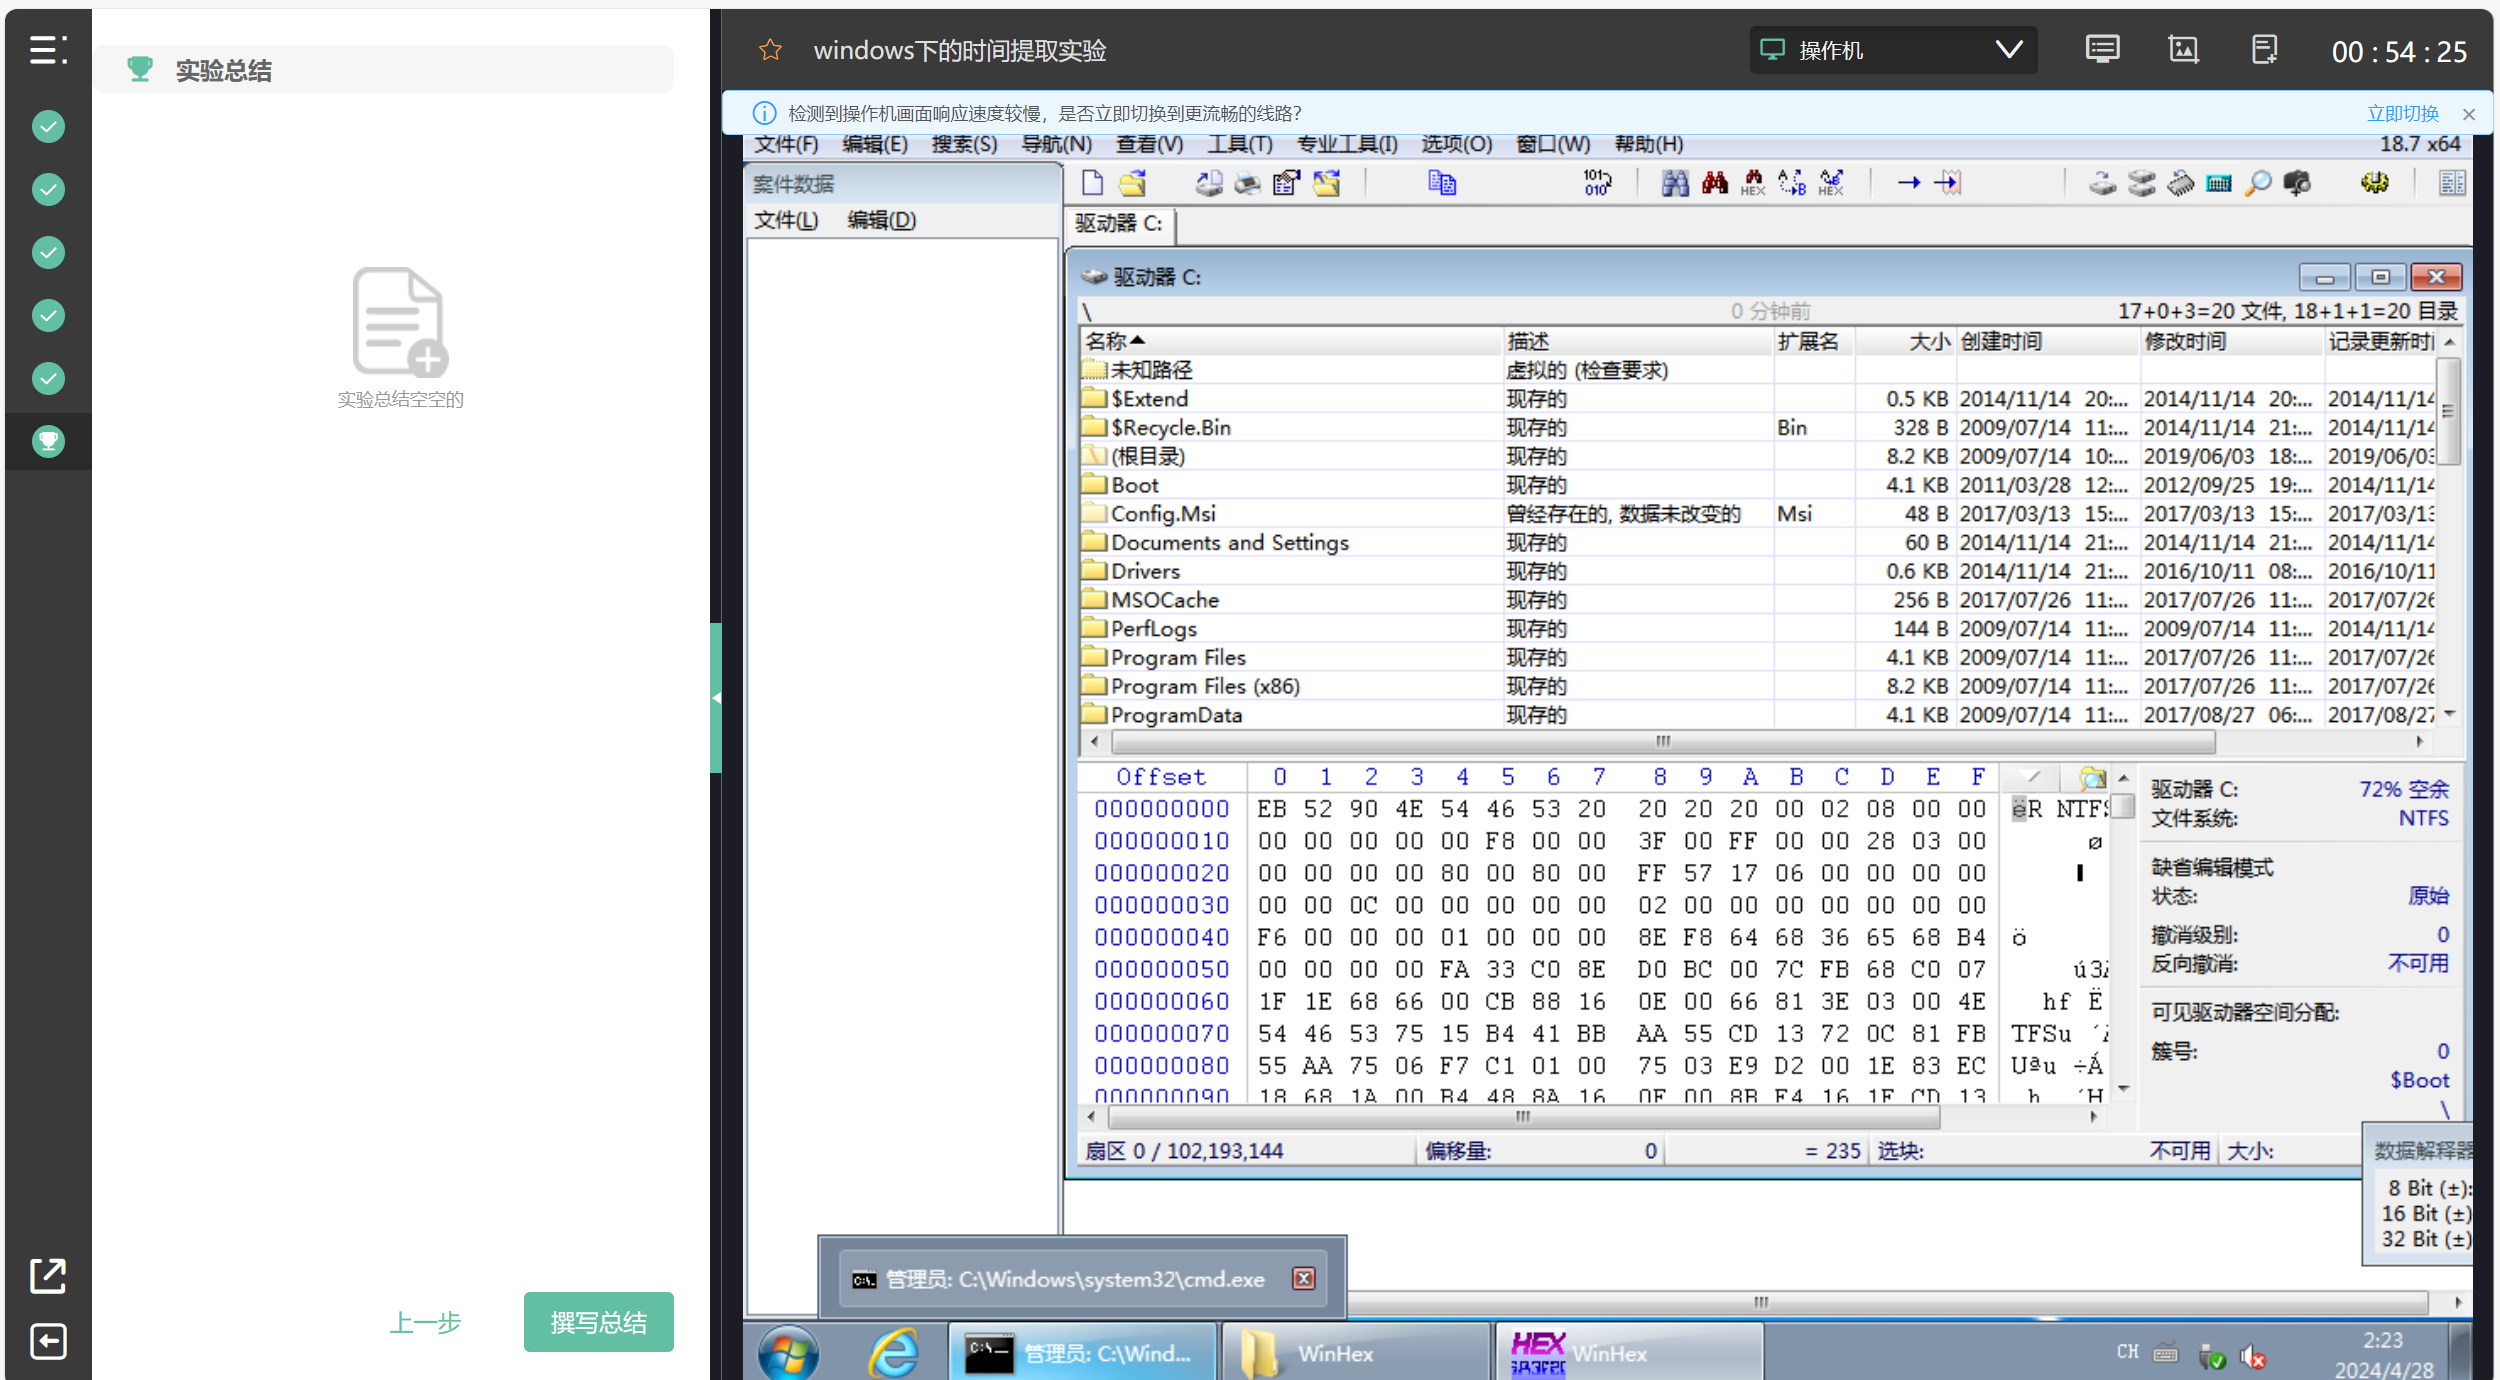 实验总结
实验总结空空的
上一步
撰写总结
windows下的时间提取实验
操作机
00 : 54 : 25
检测到操作机画面响应速度较慢，是否立即切换到更流畅的线路？
立即切换
文件(F) 编辑(E) 搜索(S) 导航(N) 查看(V) 工具(T) 专业工具(I) 选项(O) 窗口(W) 帮助(H) 18.7 x64
案件数据
文件(L) 编辑(D)
驱动器 C:
驱动器 C:
\ 0 分钟前 17+0+3=20 文件, 18+1+1=20 目录
名称 描述 扩展名 大小 创建时间 修改时间 记录更新时
未知路径 虚拟的 (检查要求)
$Extend 现存的 0.5 KB 2014/11/14 20:... 2014/11/14 20:... 2014/11/14
$Recycle.Bin 现存的 Bin 328 B 2009/07/14 11:... 2014/11/14 21:... 2014/11/14
(根目录) 现存的 8.2 KB 2009/07/14 10:... 2019/06/03 18:... 2019/06/03
Boot 现存的 4.1 KB 2011/03/28 12:... 2012/09/25 19:... 2014/11/14
Config.Msi 曾经存在的, 数据未改变的 Msi 48 B 2017/03/13 15:... 2017/03/13 15:... 2017/03/13
Documents and Settings 现存的 60 B 2014/11/14 21:... 2014/11/14 21:... 2014/11/14
Drivers 现存的 0.6 KB 2014/11/14 21:... 2016/10/11 08:... 2016/10/11
MSOCache 现存的 256 B 2017/07/26 11:... 2017/07/26 11:... 2017/07/26
PerfLogs 现存的 144 B 2009/07/14 11:... 2009/07/14 11:... 2014/11/14
Program Files 现存的 4.1 KB 2009/07/14 11:... 2017/07/26 11:... 2017/07/26
Program Files (x86) 现存的 8.2 KB 2009/07/14 11:... 2017/07/26 11:... 2017/07/26
ProgramData 现存的 4.1 KB 2009/07/14 11:... 2017/08/27 06:... 2017/08/27
Offset 0 1 2 3 4 5 6 7 8 9 A B C D E F
000000000 EB 52 90 4E 54 46 53 20 20 20 20 00 02 08 00 00 ëR NTFS
000000010 00 00 00 00 00 F8 00 00 3F 00 FF 00 00 28 03 00 ø
000000020 00 00 00 00 80 00 80 00 FF 57 17 06 00 00 00 00
000000030 00 00 0C 00 00 00 00 00 02 00 00 00 00 00 00 00
000000040 F6 00 00 00 01 00 00 00 8E F8 64 68 36 65 68 B4 ö
000000050 00 00 00 00 FA 33 C0 8E D0 BC 00 7C FB 68 C0 07 ú3À
000000060 1F 1E 68 66 00 CB 88 16 0E 00 66 81 3E 03 00 4E hf Ë
000000070 54 46 53 75 15 B4 41 BB AA 55 CD 13 72 0C 81 FB TFSu ´A
000000080 55 AA 75 06 F7 C1 01 00 75 03 E9 D2 00 1E 83 EC Uªu ÷Á
000000090 18 68 1A 00 B4 48 8A 16 0E 00 8B F4 16 1F CD 13 h ´H
驱动器 C: 72% 空余
文件系统: NTFS
缺省编辑模式
状态: 原始
撤消级别: 0
反向撤消: 不可用
可见驱动器空间分配:
簇号: 0
$Boot
\
扇区 0 / 102,193,144 偏移量: 0 = 235 选块: 不可用 大小:
数据解释器
8 Bit (±):
16 Bit (±)
32 Bit (±)
管理员: C:\Windows\system32\cmd.exe
管理员: C:\Wind...
WinHex
HEX WinHex
CH
2:23
2024/4/28